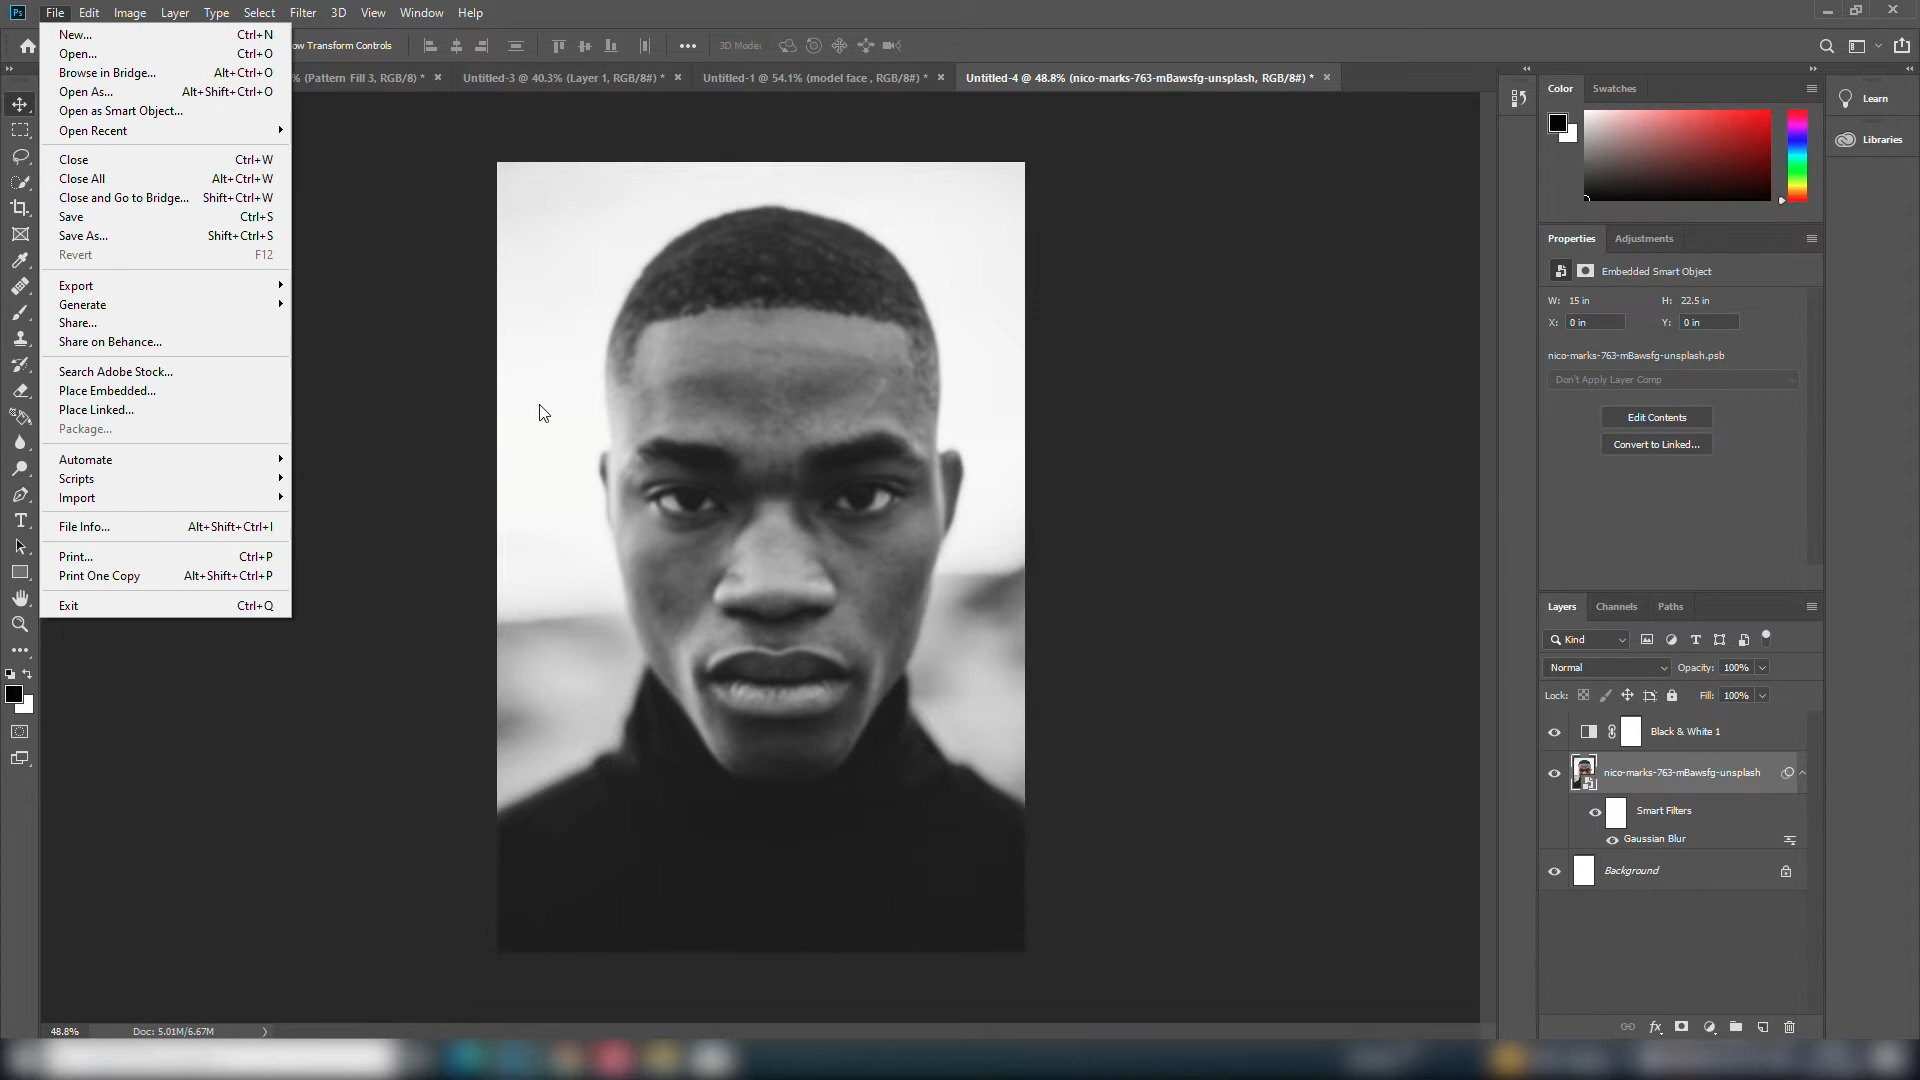 Ps File Edit Image Layer Type Select Filter 3D View Window Help
ow Transform Controls 3D Mode:
% (Pattern Fill 3, RGB/8) * × Untitled-3 @ 40.3% (Layer 1, RGB/8#) * × Untitled-1 @ 54.1% (model face , RGB/8#) * × Untitled-4 @ 48.8% (nico-marks-763-mBawsfg-unsplash, RGB/8#) * ×
New... Ctrl+N
Open... Ctrl+O
Browse in Bridge... Alt+Ctrl+O
Open As... Alt+Shift+Ctrl+O
Open as Smart Object...
Open Recent
Close Ctrl+W
Close All Alt+Ctrl+W
Close and Go to Bridge... Shift+Ctrl+W
Save Ctrl+S
Save As... Shift+Ctrl+S
Revert F12
Export
Generate
Share...
Share on Behance...
Search Adobe Stock...
Place Embedded...
Place Linked...
Package...
Automate
Scripts
Import
File Info... Alt+Shift+Ctrl+I
Print... Ctrl+P
Print One Copy Alt+Shift+Ctrl+P
Exit Ctrl+Q
Color Swatches
Learn
Libraries
Properties Adjustments
Embedded Smart Object
W: 15 in H: 22.5 in
X: 0 in Y: 0 in
nico-marks-763-mBawsfg-unsplash.psb
Don't Apply Layer Comp
Edit Contents
Convert to Linked...
Layers Channels Paths
Kind
Normal Opacity: 100%
Lock: Fill: 100%
Black & White 1
nico-marks-763-mBawsfg-unsplash
Smart Filters
Gaussian Blur
Background
48.8% Doc: 5.01M/6.67M